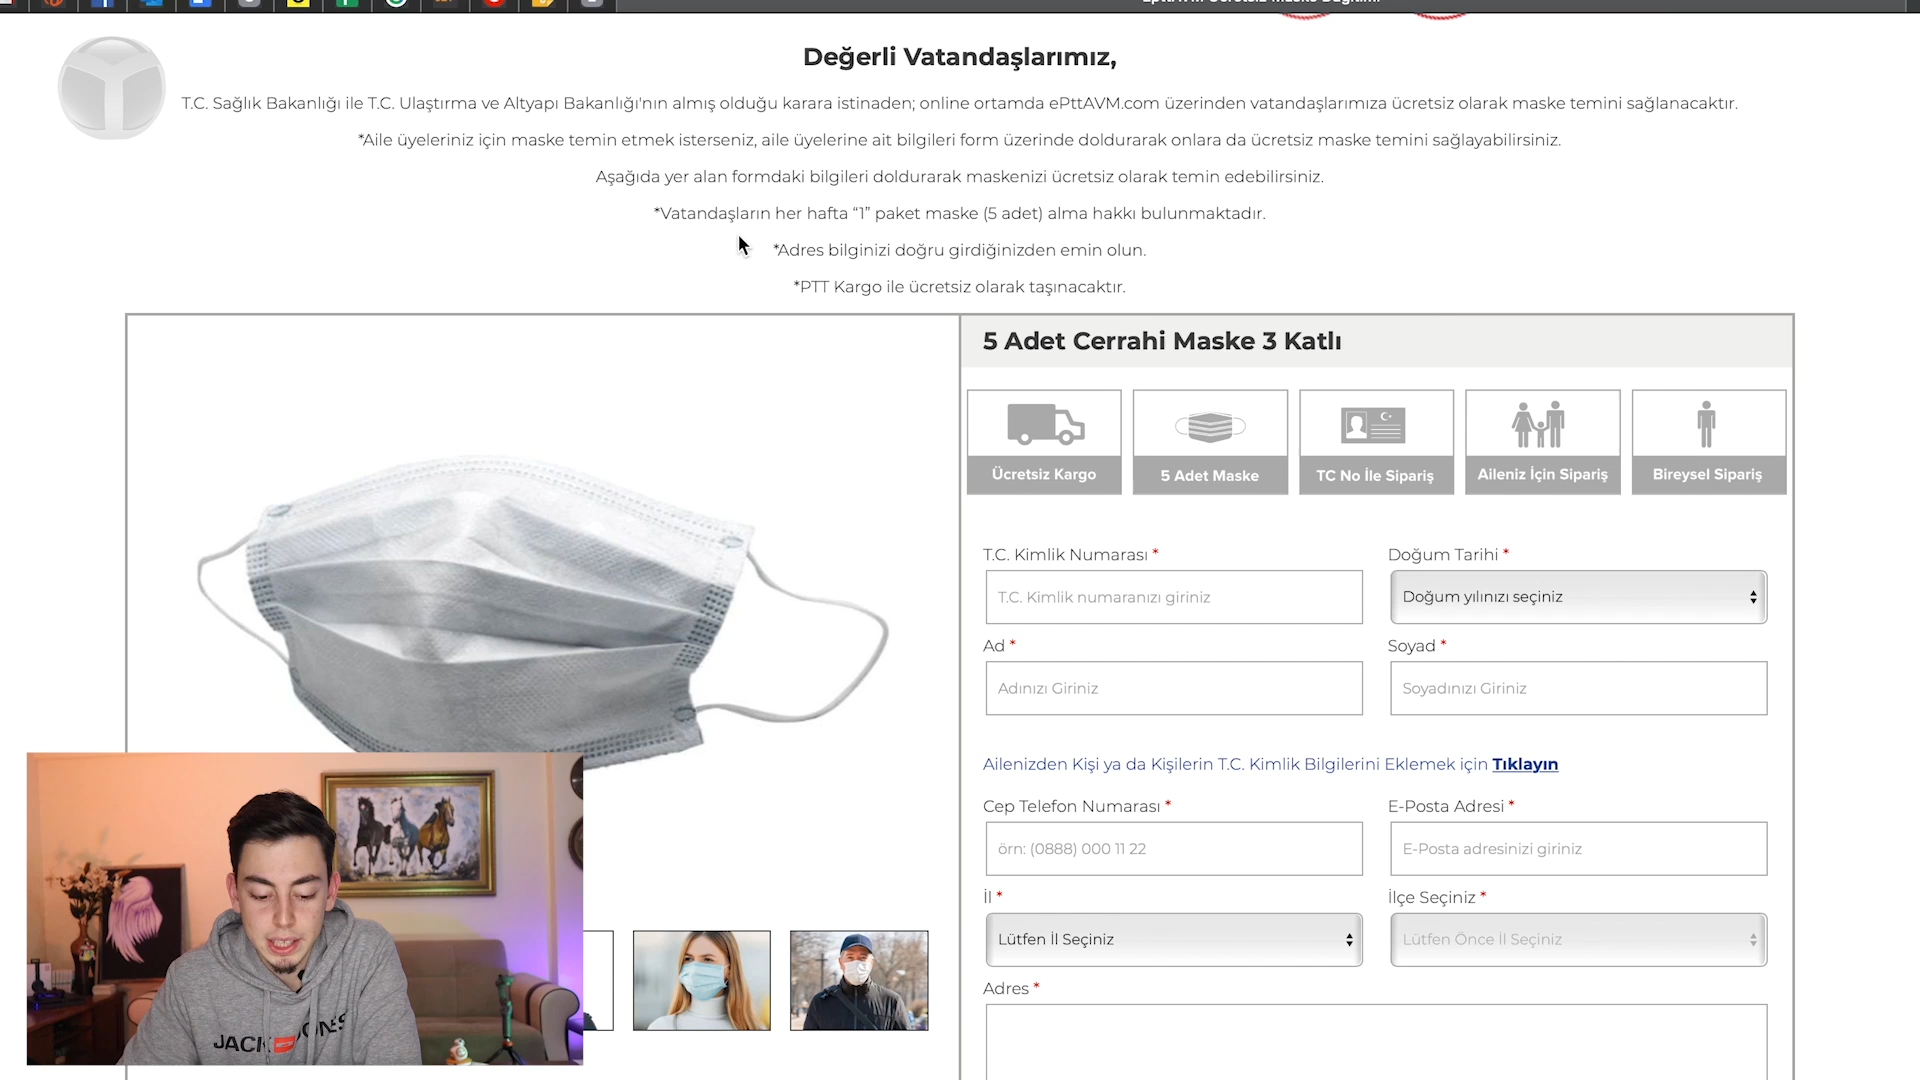 Değerli Vatandaşlarımız,
T.C. Sağlık Bakanlığı ile T.C. Ulaştırma ve Altyapı Bakanlığı'nın almış olduğu karara istinaden; online ortamda ePttAVM.com üzerinden vatandaşlarımıza ücretsiz olarak maske temini sağlanacaktır.
*Aile üyeleriniz için maske temin etmek isterseniz, aile üyelerine ait bilgileri form üzerinde doldurarak onlara da ücretsiz maske temini sağlayabilirsiniz.
Aşağıda yer alan formdaki bilgileri doldurarak maskenizi ücretsiz olarak temin edebilirsiniz.
*Vatandaşların her hafta “1” paket maske (5 adet) alma hakkı bulunmaktadır.
*Adres bilginizi doğru girdiğinizden emin olun.
*PTT Kargo ile ücretsiz olarak taşınacaktır.
5 Adet Cerrahi Maske 3 Katlı
Ücretsiz Kargo
5 Adet Maske
TC No İle Sipariş
Aileniz İçin Sipariş
Bireysel Sipariş
T.C. Kimlik Numarası *
Doğum Tarihi *
T.C. Kimlik numaranızı giriniz
Doğum yılınızı seçiniz
Ad *
Soyad *
Adınızı Giriniz
Soyadınızı Giriniz
Ailenizden Kişi ya da Kişilerin T.C. Kimlik Bilgilerini Eklemek için Tıklayın
Cep Telefon Numarası *
E-Posta Adresi *
örn: (0888) 000 11 22
E-Posta adresinizi giriniz
İl *
İlçe Seçiniz *
Lütfen İl Seçiniz
Lütfen Önce İl Seçiniz
Adres *
JACK JONES